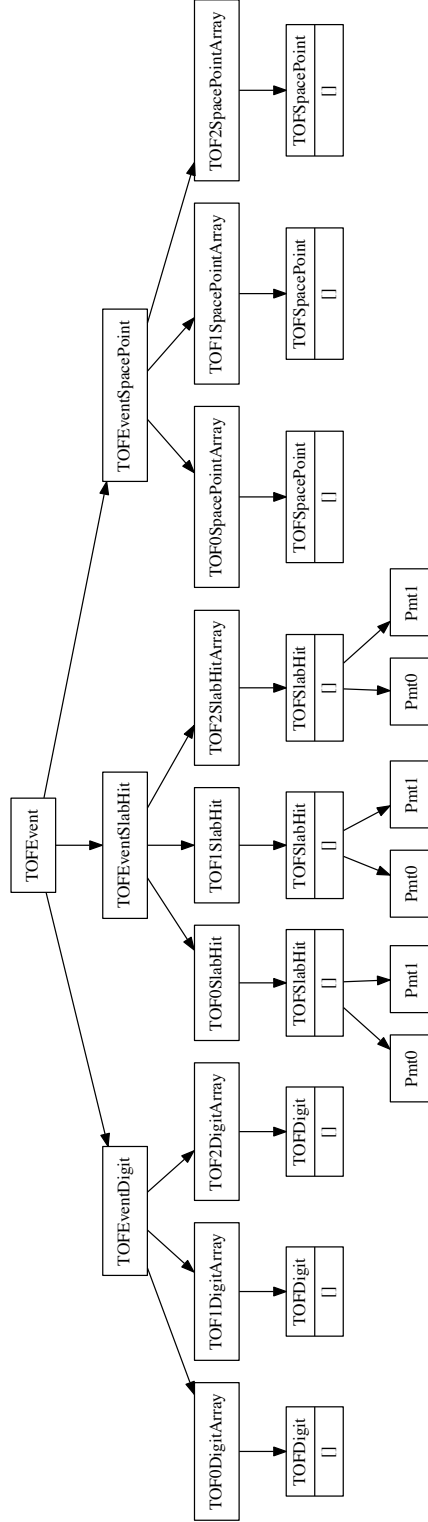 TOFEvent
TOFEventDigit
TOFEventSlabHit
TOFEventSpacePoint
TOF0DigitArray
TOF1DigitArray
TOF2DigitArray
TOF0SlabHit
TOF1SlabHit
TOF2SlabHitArray
TOF0SpacePointArray
TOF1SpacePointArray
TOF2SpacePointArray
TOFDigit
[]
TOFDigit
[]
TOFDigit
[]
TOFSlabHit
[]
TOFSlabHit
[]
TOFSlabHit
[]
TOFSpacePoint
[]
TOFSpacePoint
[]
TOFSpacePoint
[]
Pmt0
Pmt1
Pmt0
Pmt1
Pmt0
Pmt1